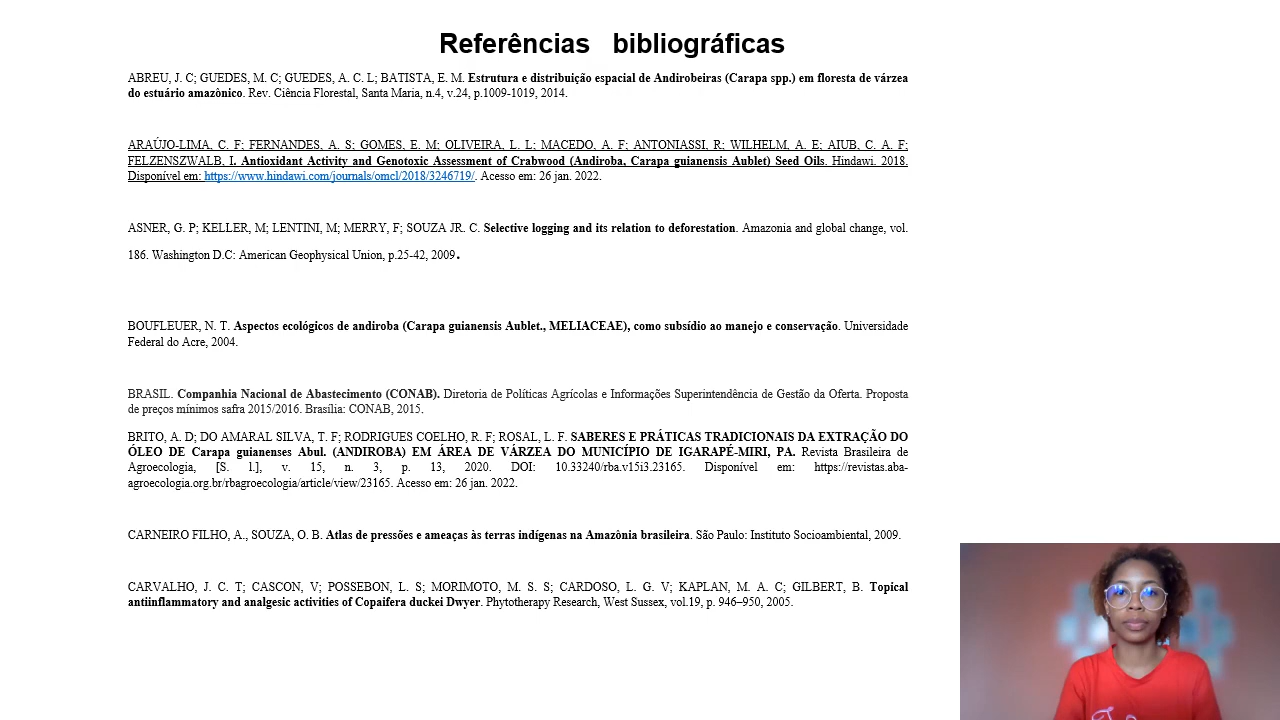 Referências bibliográficas
ABREU, J. C; GUEDES, M. C; GUEDES, A. C. L; BATISTA, E. M. Estrutura e distribuição espacial de Andirobeiras (Carapa spp.) em floresta de várzea
do estuário amazônico. Rev. Ciência Florestal, Santa Maria, n.4, v.24, p.1009-1019, 2014.
ARAÚJO-LIMA, C. F; FERNANDES, A. S; GOMES, E. M; OLIVEIRA, L. L; MACEDO, A. F; ANTONIASSI, R; WILHELM, A. E; AIUB, C. A. F;
FELZENSZWALB, I. Antioxidant Activity and Genotoxic Assessment of Crabwood (Andiroba, Carapa guianensis Aublet) Seed Oils. Hindawi. 2018.
Disponível em: https://www.hindawi.com/journals/omcl/2018/3246719/. Acesso em: 26 jan. 2022.
ASNER, G. P; KELLER, M; LENTINI, M; MERRY, F; SOUZA JR. C. Selective logging and its relation to deforestation. Amazonia and global change, vol.
186. Washington D.C: American Geophysical Union, p.25-42, 2009.
BOUFLEUER, N. T. Aspectos ecológicos de andiroba (Carapa guianensis Aublet., MELIACEAE), como subsídio ao manejo e conservação. Universidade
Federal do Acre, 2004.
BRASIL. Companhia Nacional de Abastecimento (CONAB). Diretoria de Políticas Agrícolas e Informações Superintendência de Gestão da Oferta. Proposta
de preços mínimos safra 2015/2016. Brasília: CONAB, 2015.
BRITO, A. D; DO AMARAL SILVA, T. F; RODRIGUES COELHO, R. F; ROSAL, L. F. SABERES E PRÁTICAS TRADICIONAIS DA EXTRAÇÃO DO
ÓLEO DE Carapa guianenses Abul. (ANDIROBA) EM ÁREA DE VÁRZEA DO MUNICÍPIO DE IGARAPÉ-MIRI, PA. Revista Brasileira de
Agroecologia, [S. l.], v. 15, n. 3, p. 13, 2020. DOI: 10.33240/rba.v15i3.23165. Disponível em: https://revistas.aba-
agroecologia.org.br/rbagroecologia/article/view/23165. Acesso em: 26 jan. 2022.
CARNEIRO FILHO, A., SOUZA, O. B. Atlas de pressões e ameaças às terras indígenas na Amazônia brasileira. São Paulo: Instituto Socioambiental, 2009.
CARVALHO, J. C. T; CASCON, V; POSSEBON, L. S; MORIMOTO, M. S. S; CARDOSO, L. G. V; KAPLAN, M. A. C; GILBERT, B. Topical
antiinflammatory and analgesic activities of Copaifera duckei Dwyer. Phytotherapy Research, West Sussex, vol.19, p. 946–950, 2005.